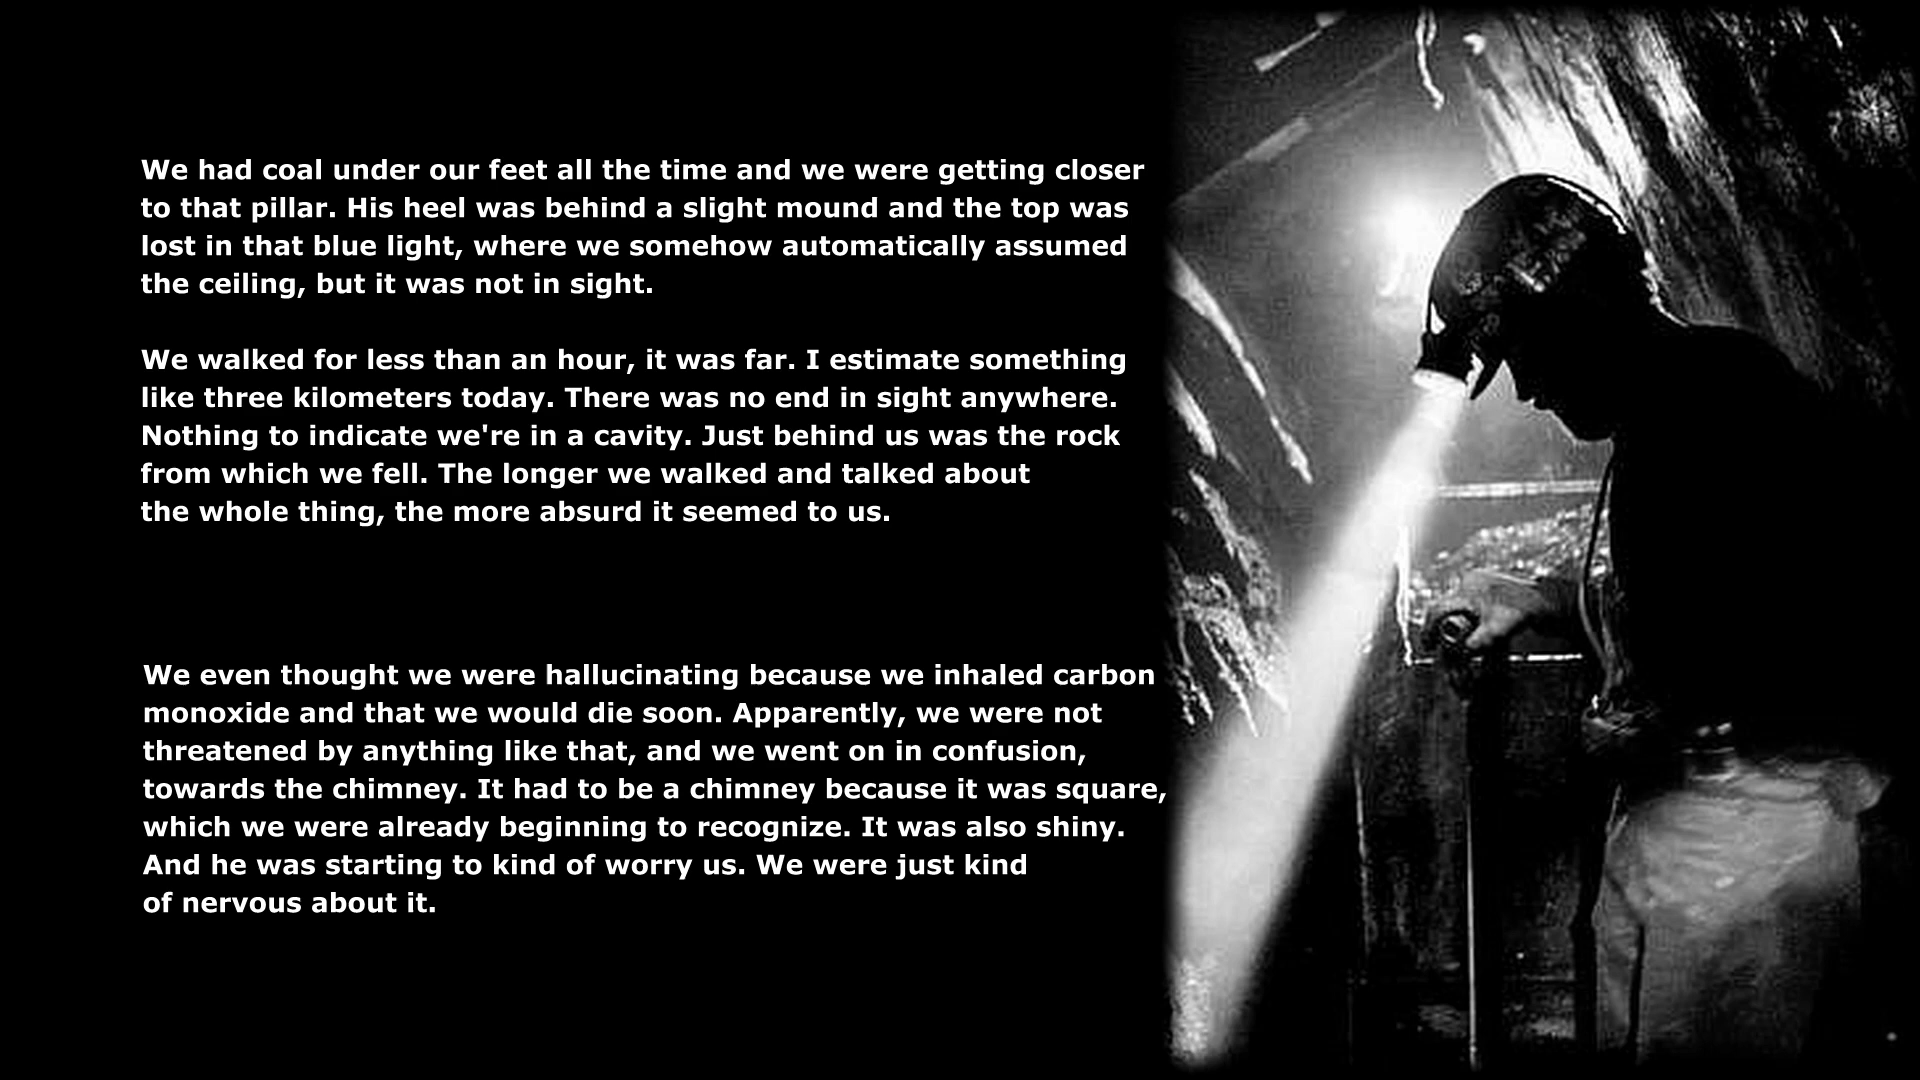 We had coal under our feet all the time and we were getting closer
to that pillar. His heel was behind a slight mound and the top was
lost in that blue light, where we somehow automatically assumed
the ceiling, but it was not in sight.
We walked for less than an hour, it was far. I estimate something
like three kilometers today. There was no end in sight anywhere.
Nothing to indicate we're in a cavity. Just behind us was the rock
from which we fell. The longer we walked and talked about
the whole thing, the more absurd it seemed to us.
We even thought we were hallucinating because we inhaled carbon
monoxide and that we would die soon. Apparently, we were not
threatened by anything like that, and we went on in confusion,
towards the chimney. It had to be a chimney because it was square,
which we were already beginning to recognize. It was also shiny.
And he was starting to kind of worry us. We were just kind
of nervous about it.